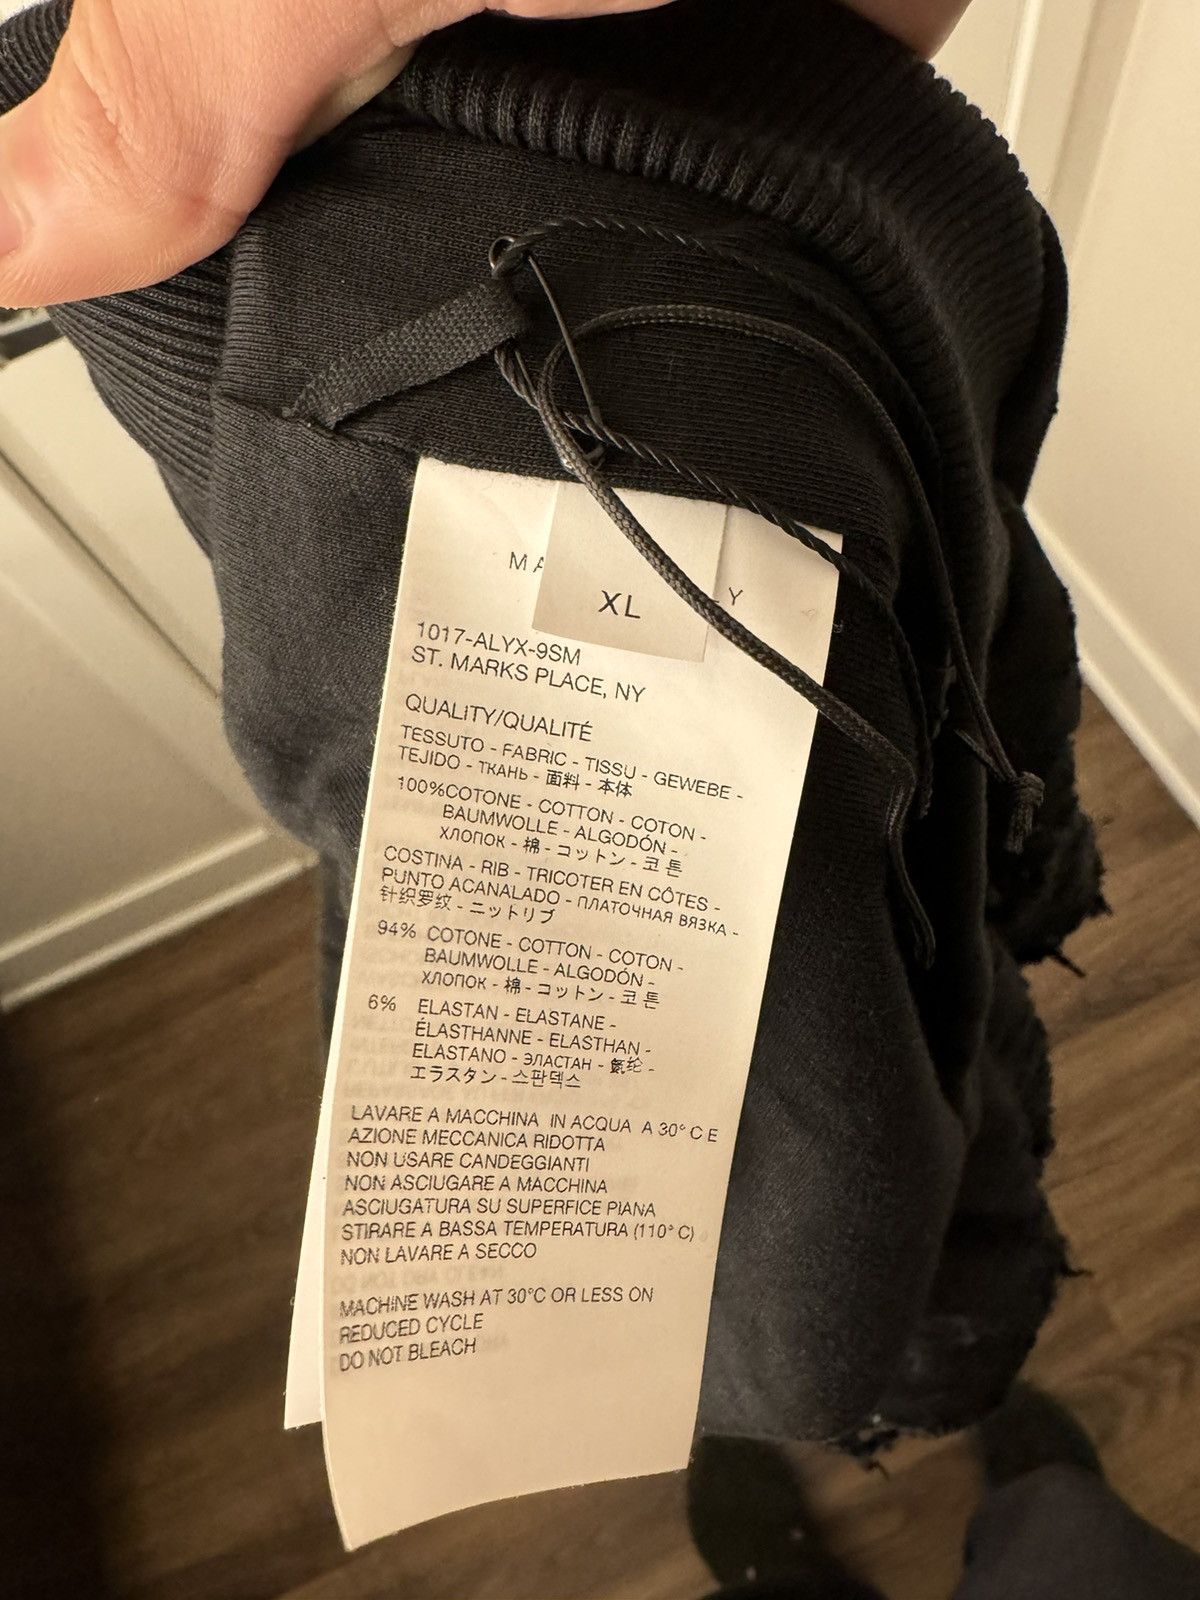 XL
1017-ALYX-9SM
ST. MARKS PLACE, NY
QUALITY/QUALITÉ
TESSUTO - FABRIC - TISSU - GEWEBE -
TEJIDO - ТКАНЬ - 面料 - 本体
100%COTONE - COTTON - COTON -
BAUMWOLLE - ALGODÓN -
ХЛОПОК - 棉 - コットン - 코튼
COSTINA - RIB - TRICOTER EN CÔTES -
PUNTO ACANALADO - ПЛАТОЧНАЯ ВЯЗКА -
针织罗纹 - ニットリブ
94% COTONE - COTTON - COTON -
BAUMWOLLE - ALGODÓN -
ХЛОПОК - 棉 - コットン - 코튼
6% ELASTAN - ELASTANE -
ÉLASTHANNE - ELASTHAN -
ELASTANO - ЭЛАСТАН - 氨纶 -
エラスタン - 스판덱스
LAVARE A MACCHINA IN ACQUA A 30° C E
AZIONE MECCANICA RIDOTTA
NON USARE CANDEGGIANTI
NON ASCIUGARE A MACCHINA
ASCIUGATURA SU SUPERFICE PIANA
STIRARE A BASSA TEMPERATURA (110° C)
NON LAVARE A SECCO
MACHINE WASH AT 30°C OR LESS ON
REDUCED CYCLE
DO NOT BLEACH